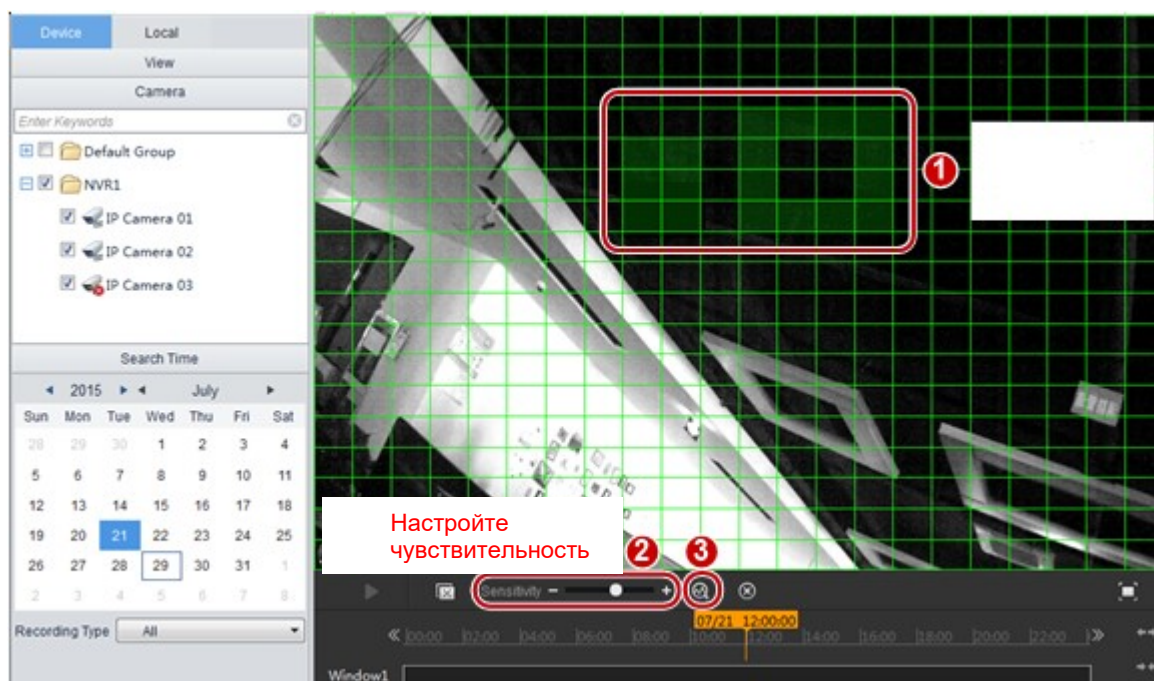 Device Local
View
Camera
Enter Keywords
Default Group
NVR1
IP Camera 01
IP Camera 02
IP Camera 03
Search Time
2015 July
Sun Mon Tue Wed Thu Fri Sat
28 29 30 1 2 3 4
5 6 7 8 9 10 11
12 13 14 15 16 17 18
19 20 21 22 23 24 25
26 27 28 29 30 31 1
2 3 4 5 6 7 8
Recording Type All
1
Настройте
чувствительность
2 3
Sensitivity
07/21 12:00:00
00:00 02:00 04:00 06:00 08:00 10:00 12:00 14:00 16:00 18:00 20:00 22:00
Window1